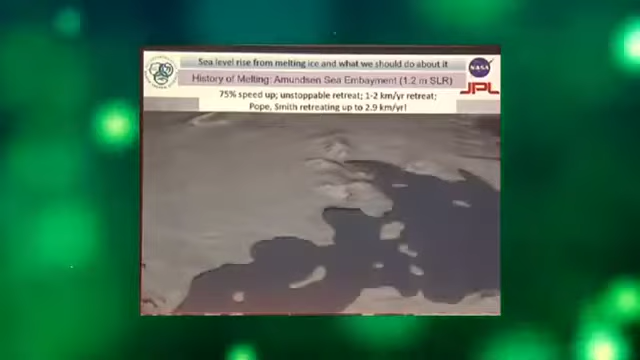 Sea level rise from melting ice and what we should do about it
History of Melting: Amundsen Sea Embayment (1.2 m SLR)
75% speed up; unstoppable retreat; 1-2 km/yr retreat;
Pope, Smith retreating up to 2.9 km/yr!
NASA
JPL